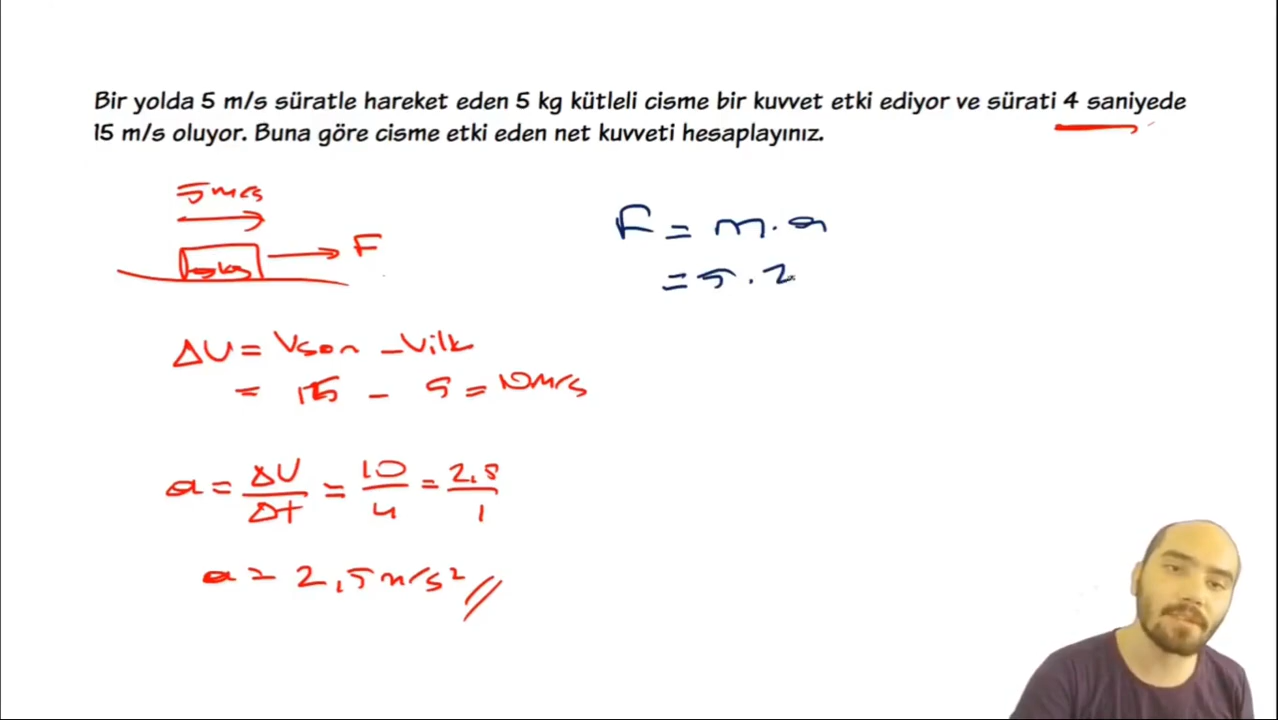 Bir yolda 5 m/s süratle hareket eden 5 kg kütleli cisme bir kuvvet etki ediyor ve sürati 4 saniyede
15 m/s oluyor. Buna göre cisme etki eden net kuvveti hesaplayınız.
5 m/s
5 kg
F
F = m.a
= 5.2
ΔV = Vson - Vilk
= 15 - 5 = 10 m/s
a = ΔV/Δt = 10/4 = 2,5/1
a = 2,5 m/s²